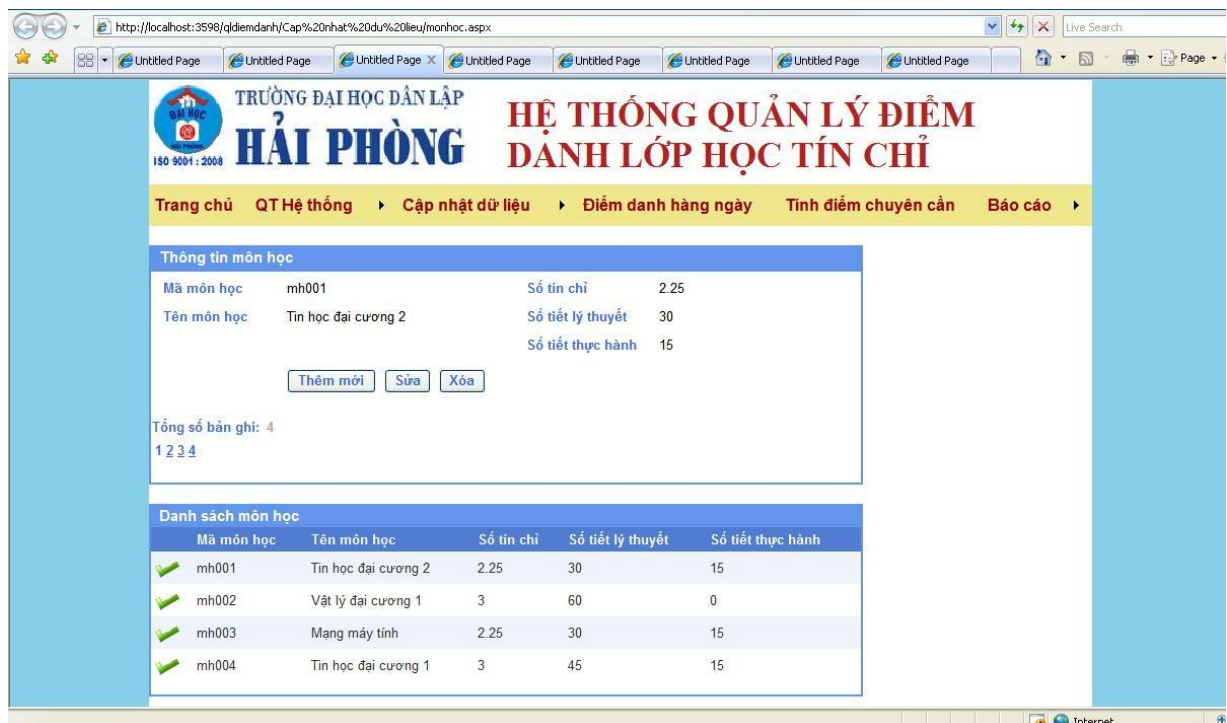 http://localhost:3598/qldiemdanh/Cap%20nhat%20du%20lieu/monhoc.aspx Live Search
Untitled Page Untitled Page Untitled Page X Untitled Page Untitled Page Untitled Page Untitled Page Untitled Page Page
ĐẠI HỌC
HẢI PHÒNG
ISO 9001 : 2008
TRƯỜNG ĐẠI HỌC DÂN LẬP
HẢI PHÒNG
HỆ THỐNG QUẢN LÝ ĐIỂM
DANH LỚP HỌC TÍN CHỈ
Trang chủ QT Hệ thống Cập nhật dữ liệu Điểm danh hàng ngày Tính điểm chuyên cần Báo cáo
Thông tin môn học
Mã môn học mh001 Số tín chỉ 2.25
Tên môn học Tin học đại cương 2 Số tiết lý thuyết 30
Số tiết thực hành 15
Thêm mới Sửa Xóa
Tổng số bản ghi: 4
1 2 3 4
Danh sách môn học
Mã môn học Tên môn học Số tín chỉ Số tiết lý thuyết Số tiết thực hành
mh001 Tin học đại cương 2 2.25 30 15
mh002 Vật lý đại cương 1 3 60 0
mh003 Mạng máy tính 2.25 30 15
mh004 Tin học đại cương 1 3 45 15
Internet